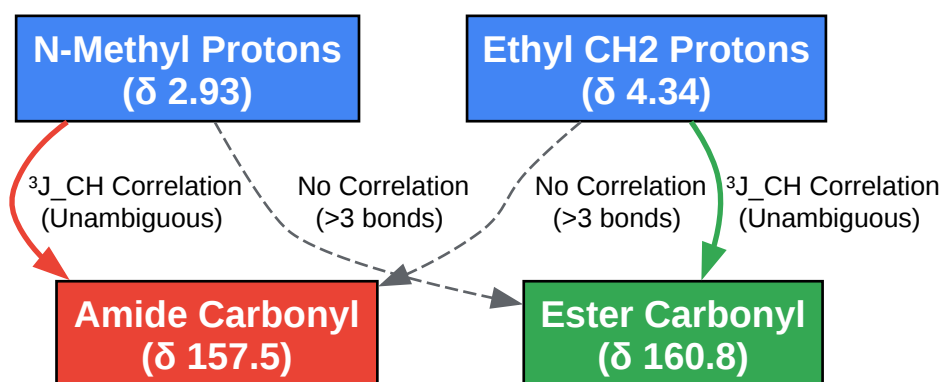 N-Methyl Protons
(δ 2.93)
Ethyl CH2 Protons
(δ 4.34)
³J_CH Correlation
(Unambiguous)
No Correlation
(>3 bonds)
No Correlation
(>3 bonds)
³J_CH Correlation
(Unambiguous)
Amide Carbonyl
(δ 157.5)
Ester Carbonyl
(δ 160.8)